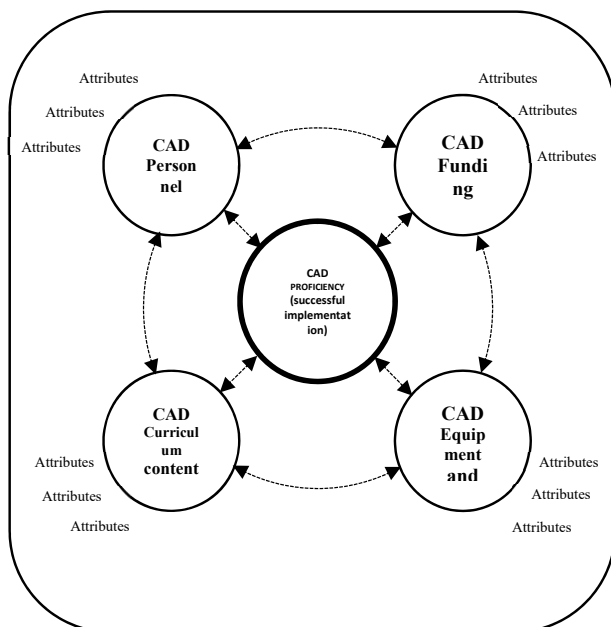 Attributes
Attributes
Attributes
CAD
Person
nel
Attributes
Attributes
Attributes
CAD
Fundi
ng
CAD
PROFICIENCY
(successful
implementat
ion)
CAD
Curricul
um
content
Attributes
Attributes
Attributes
CAD
Equip
ment
and
Attributes
Attributes
Attributes